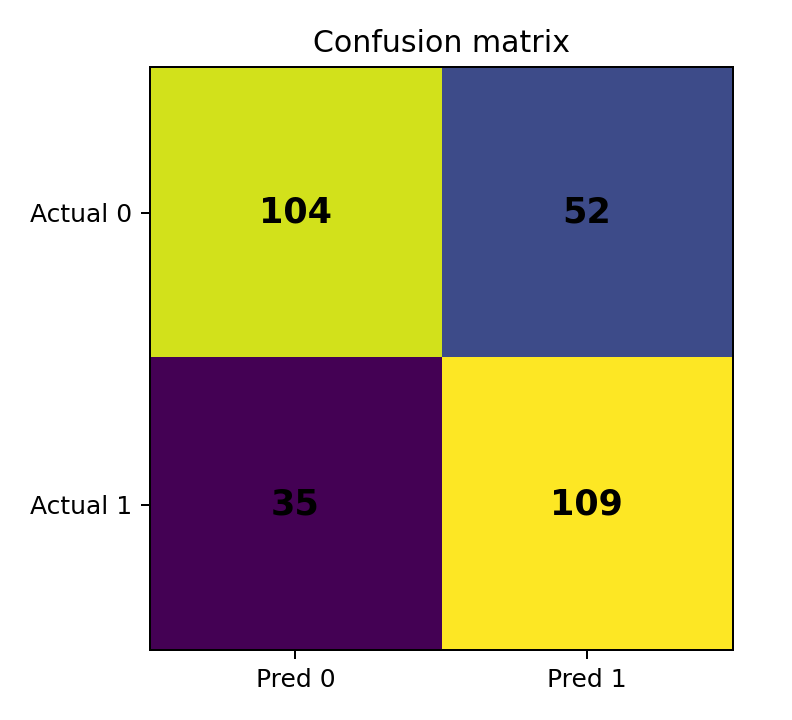 Confusion matrix
Actual 0
104
52
Actual 1
35
109
Pred 0
Pred 1